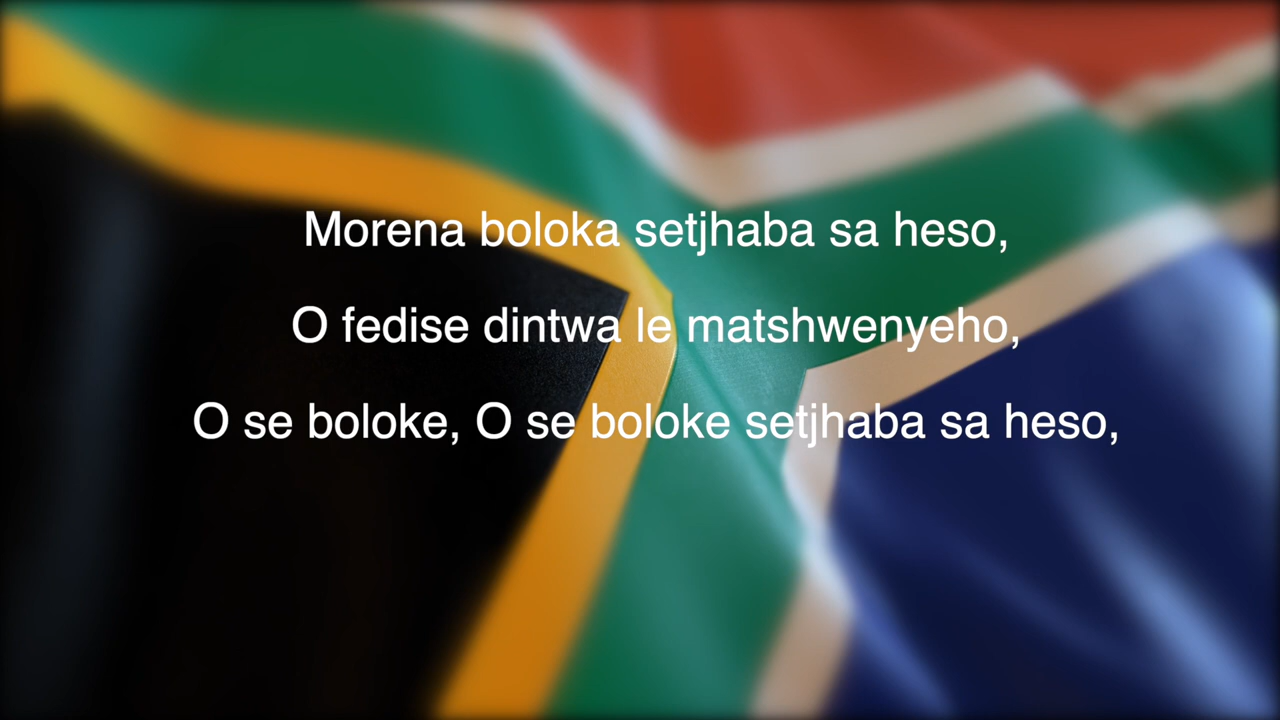 Morena boloka setjhaba sa heso,
O fedise dintwa le matshwenyeho,
O se boloke, O se boloke setjhaba sa heso,